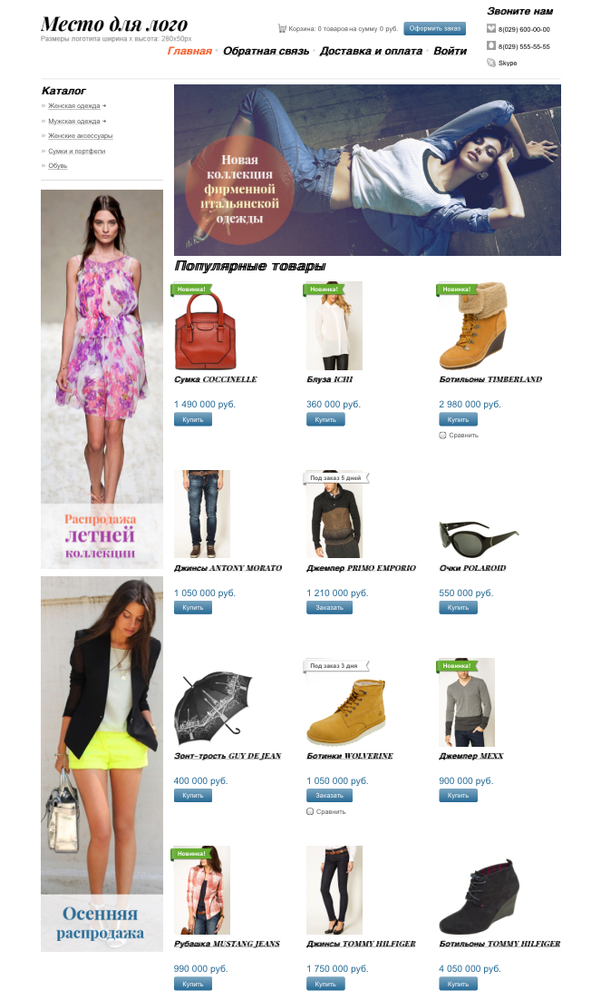 Место для лого
Размеры логотипа ширина х высота: 280x50px
Корзина: 0 товаров на сумму 0 руб.
Оформить заказ
Главная
Обратная связь
Доставка и оплата
Войти
Звоните нам
8(029) 600-00-00
8(029) 555-55-55
Skype
Каталог
Женская одежда
Мужская одежда
Женские аксессуары
Сумки и портфели
Обувь
Новая
коллекция
фирменной
итальянской
одежды
Распродажа
летней
коллекции
Осенняя
распродажа
Популярные товары
Новинка!
Сумка COCCINELLE
1 490 000 руб.
Купить
Новинка!
Блуза ICHI
360 000 руб.
Купить
Новинка!
Ботильоны TIMBERLAND
2 980 000 руб.
Купить
Сравнить
Джинсы ANTONY MORATO
1 050 000 руб.
Купить
Под заказ 5 дней
Джемпер PRIMO EMPORIO
1 210 000 руб.
Заказать
Очки POLAROID
550 000 руб.
Купить
Зонт-трость GUY DE JEAN
400 000 руб.
Купить
Под заказ 3 дня
Ботинки WOLVERINE
1 050 000 руб.
Заказать
Сравнить
Новинка!
Джемпер MEXX
900 000 руб.
Купить
Новинка!
Рубашка MUSTANG JEANS
990 000 руб.
Купить
Джинсы TOMMY HILFIGER
1 750 000 руб.
Купить
Ботильоны TOMMY HILFIGER
4 050 000 руб.
Купить